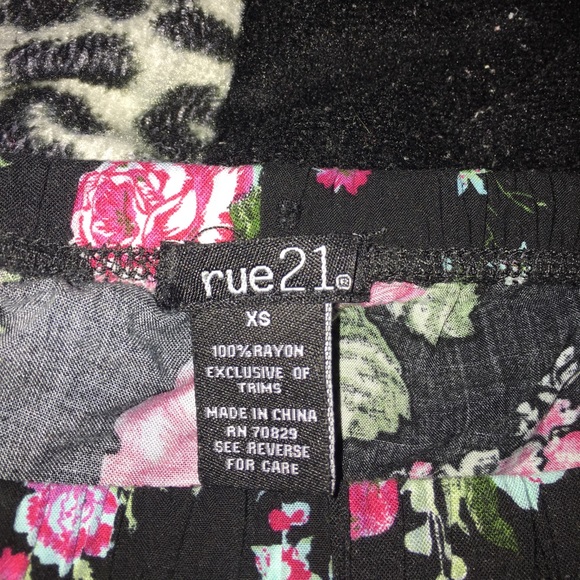 rue21®
XS
100% RAYON
EXCLUSIVE OF
TRIMS
MADE IN CHINA
RN 70829
SEE REVERSE
FOR CARE